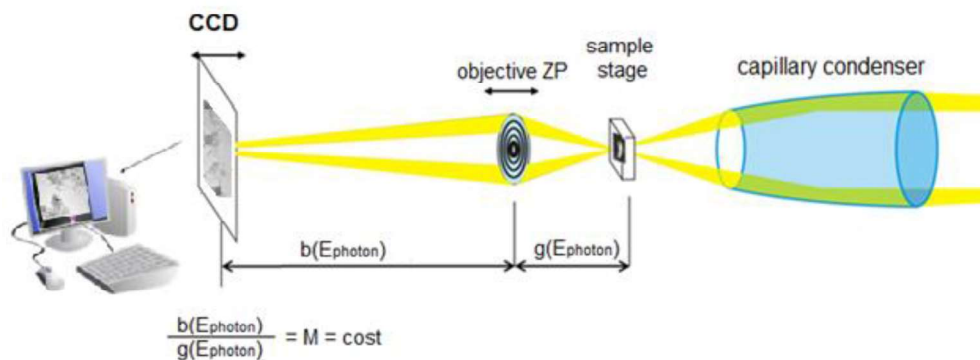 CCD
objective ZP
sample
stage
capillary condenser
b(Ephoton)
g(Ephoton)
b(Ephoton)
g(Ephoton)
= M = cost